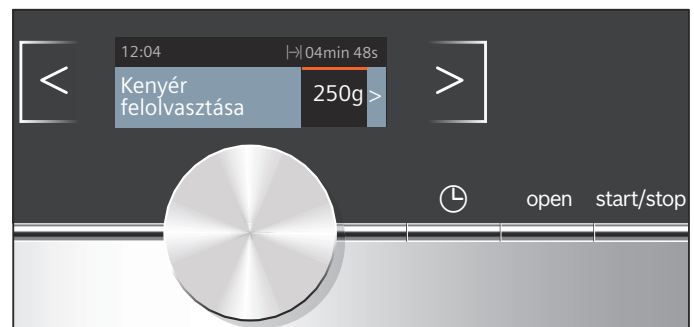 12:04 04min 48s
Kenyér
felolvasztása
250g >
< >
open start/stop